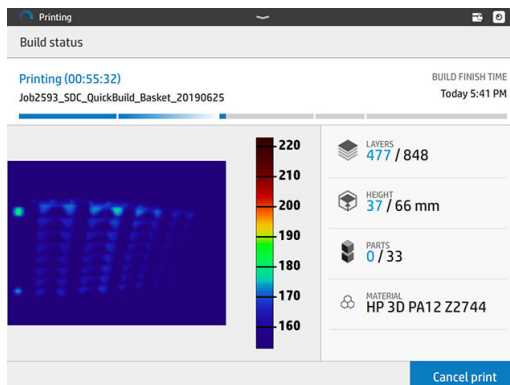 Printing
Build status
Printing (00:55:32)
Job2593_SDC_QuickBuild_Basket_20190625
BUILD FINISH TIME
Today 5:41 PM
220
210
200
190
180
170
160
LAYERS
477 / 848
HEIGHT
37 / 66 mm
PARTS
0 / 33
MATERIAL
HP 3D PA12 Z2744
Cancel print